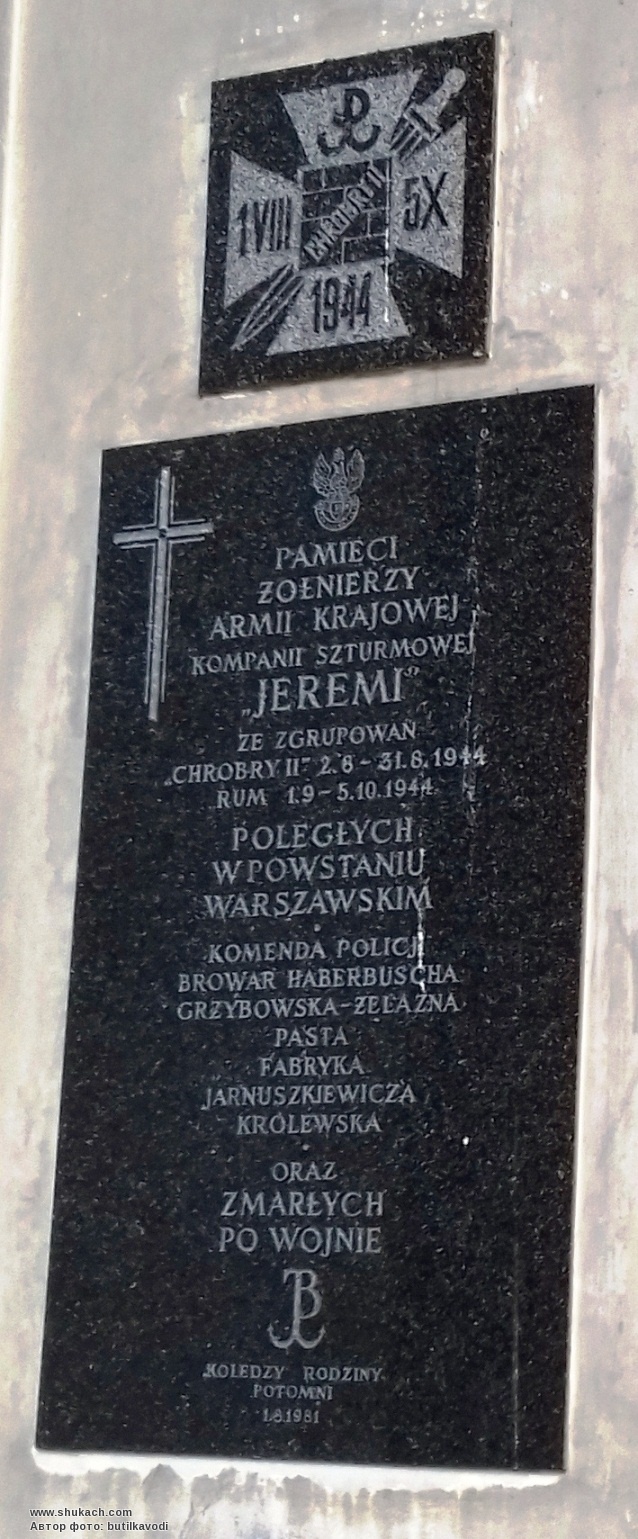 1 VIII
CHROBRY II
5 X
1944
PAMIĘCI
ŻOŁNIERZY
ARMII KRAJOWEJ
KOMPANII SZTURMOWEJ
„JEREMI”
ZE ZGRUPOWAŃ
„CHROBRY II” 2.8 – 31.8.1944
RUM 1.9 – 5.10.1944
POLEGŁYCH
W POWSTANIU
WARSZAWSKIM
KOMENDA POLICJI
BROWAR HABERBUSCHA
GRZYBOWSKA-ŻELAZNA
PASTA
FABRYKA
JARNUSZKIEWICZA
KRÓLEWSKA
ORAZ
ZMARŁYCH
PO WOJNIE
KOLEDZY RODZINY
POTOMNI
1.8.1981
www.shukach.com
Автор фото: butilkavodi